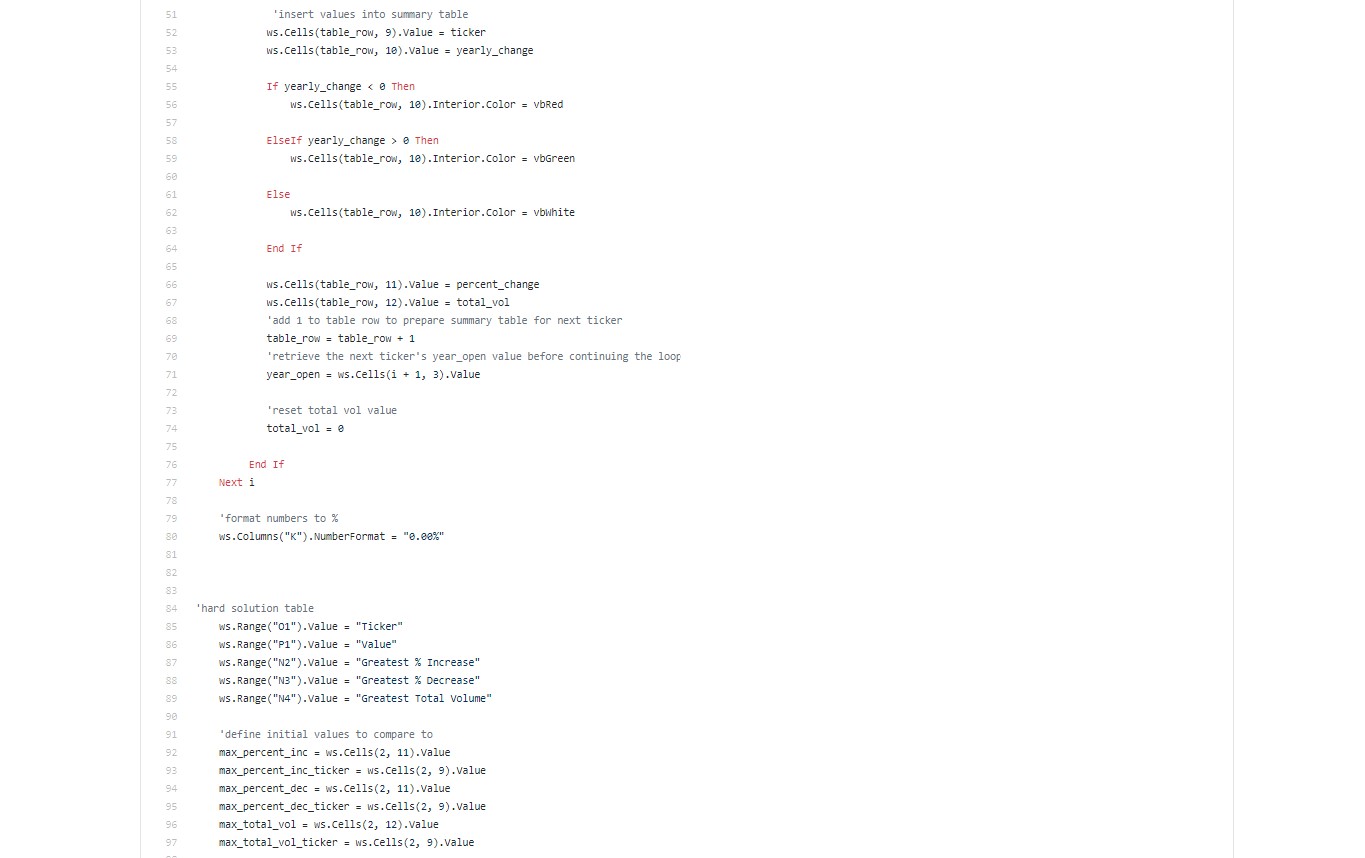 51 'insert values into summary table
52 ws.Cells(table_row, 9).Value = ticker
53 ws.Cells(table_row, 10).Value = yearly_change
54
55 If yearly_change < 0 Then
56 ws.Cells(table_row, 10).Interior.Color = vbRed
57
58 ElseIf yearly_change > 0 Then
59 ws.Cells(table_row, 10).Interior.Color = vbGreen
60
61 Else
62 ws.Cells(table_row, 10).Interior.Color = vbWhite
63
64 End If
65
66 ws.Cells(table_row, 11).Value = percent_change
67 ws.Cells(table_row, 12).Value = total_vol
68 'add 1 to table row to prepare summary table for next ticker
69 table_row = table_row + 1
70 'retrieve the next ticker's year_open value before continuing the loop
71 year_open = ws.Cells(i + 1, 3).Value
72
73 'reset total vol value
74 total_vol = 0
75
76 End If
77 Next i
78
79 'format numbers to %
80 ws.Columns("K").NumberFormat = "0.00%"
81
82
83
84 'hard solution table
85 ws.Range("O1").Value = "Ticker"
86 ws.Range("P1").Value = "Value"
87 ws.Range("N2").Value = "Greatest % Increase"
88 ws.Range("N3").Value = "Greatest % Decrease"
89 ws.Range("N4").Value = "Greatest Total Volume"
90
91 'define initial values to compare to
92 max_percent_inc = ws.Cells(2, 11).Value
93 max_percent_inc_ticker = ws.Cells(2, 9).Value
94 max_percent_dec = ws.Cells(2, 11).Value
95 max_percent_dec_ticker = ws.Cells(2, 9).Value
96 max_total_vol = ws.Cells(2, 12).Value
97 max_total_vol_ticker = ws.Cells(2, 9).Value